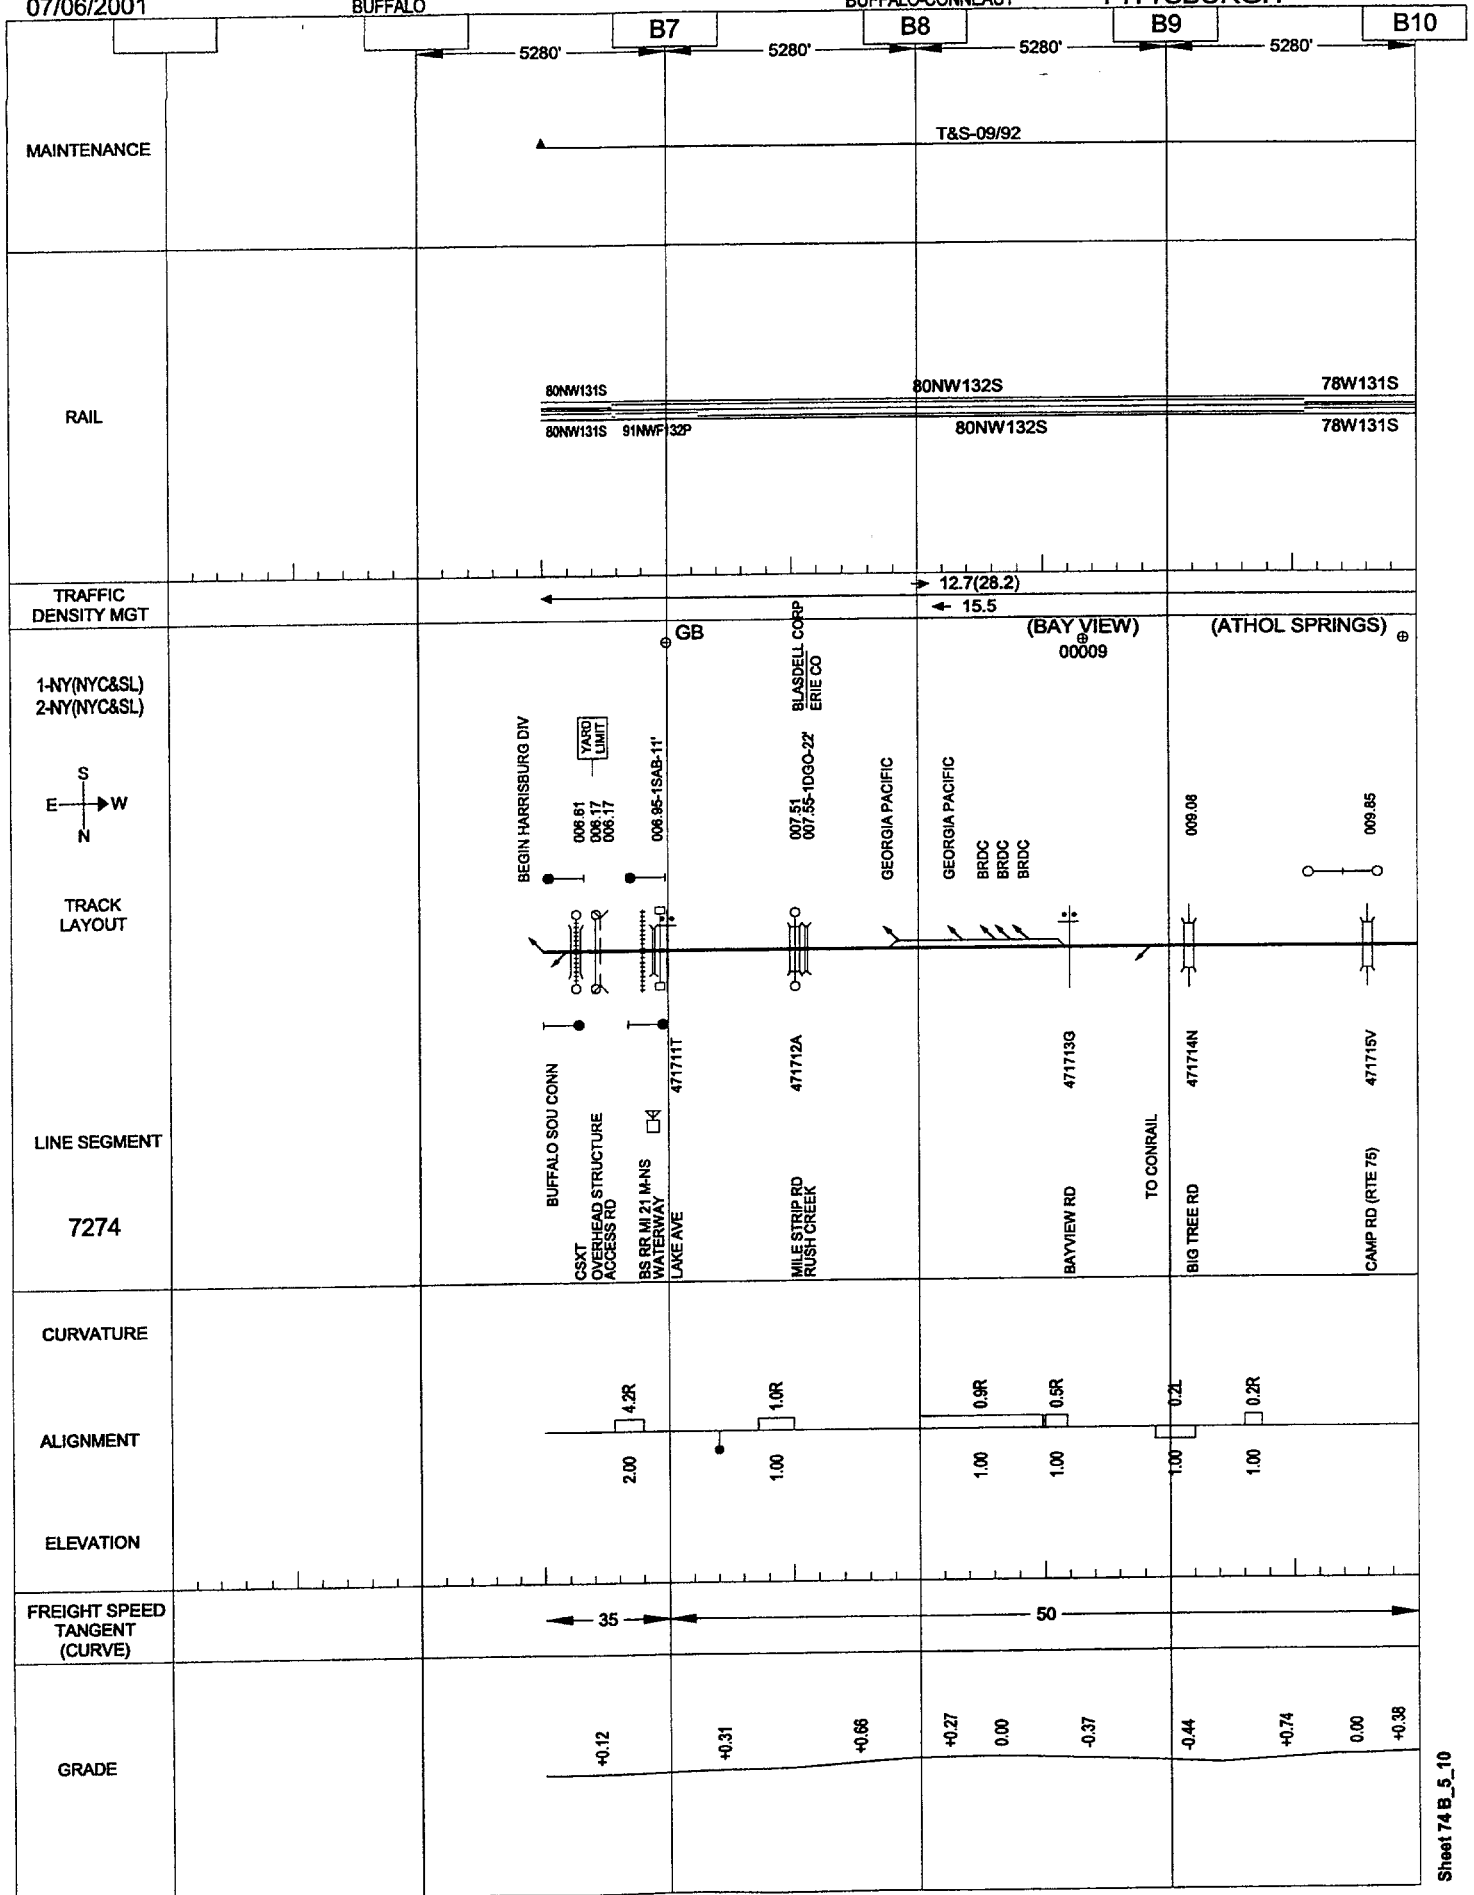 07/06/2001
BUFFALO
BUFFALO-CONNEAUT
PITTSBURGH
B7
B8
B9
B10
5280'
5280'
5280'
5280'
MAINTENANCE
T&S-09/92
RAIL
80NW131S
80NW132S
78W131S
80NW131S
91NWF132P
80NW132S
78W131S
TRAFFIC
DENSITY MGT
12.7(28.2)
15.5
GB
(BAY VIEW)
00009
(ATHOL SPRINGS)
1-NY(NYC&SL)
2-NY(NYC&SL)
S
E
W
N
TRACK
LAYOUT
BEGIN HARRISBURG DIV
YARD
LIMIT
006.61
006.17
006.17
006.95-1SAB-11'
BLASDELL CORP
ERIE CO
007.51
007.55-1DGO-22'
GEORGIA PACIFIC
GEORGIA PACIFIC
BRDC
BRDC
BRDC
009.08
009.85
471711T
471712A
471713G
471714N
471715V
LINE SEGMENT
7274
BUFFALO SOU CONN
CSXT
OVERHEAD STRUCTURE
ACCESS RD
BS RR MI 21 M-NS
WATERWAY
LAKE AVE
MILE STRIP RD
RUSH CREEK
BAYVIEW RD
TO CONRAIL
BIG TREE RD
CAMP RD (RTE 75)
CURVATURE
4.2R
1.0R
0.9R
0.5R
0.2L
0.2R
ALIGNMENT
2.00
1.00
1.00
1.00
1.00
1.00
ELEVATION
FREIGHT SPEED
TANGENT
(CURVE)
35
50
GRADE
+0.12
+0.31
+0.66
+0.27
0.00
-0.37
-0.44
+0.74
0.00
+0.38
Sheet 74 B_5_10